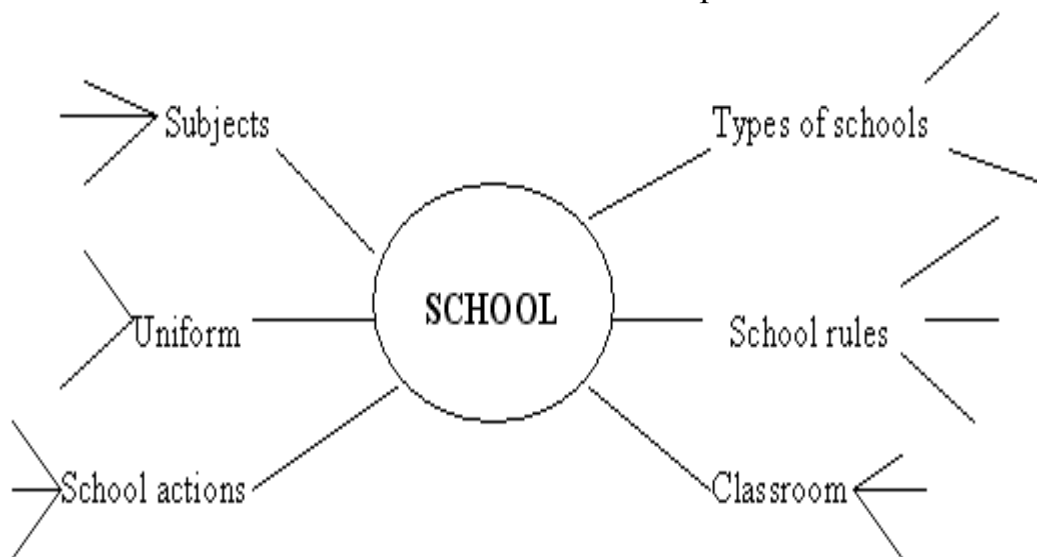 Subjects
Types of schools
SCHOOL
Uniform
School rules
School actions
Classroom